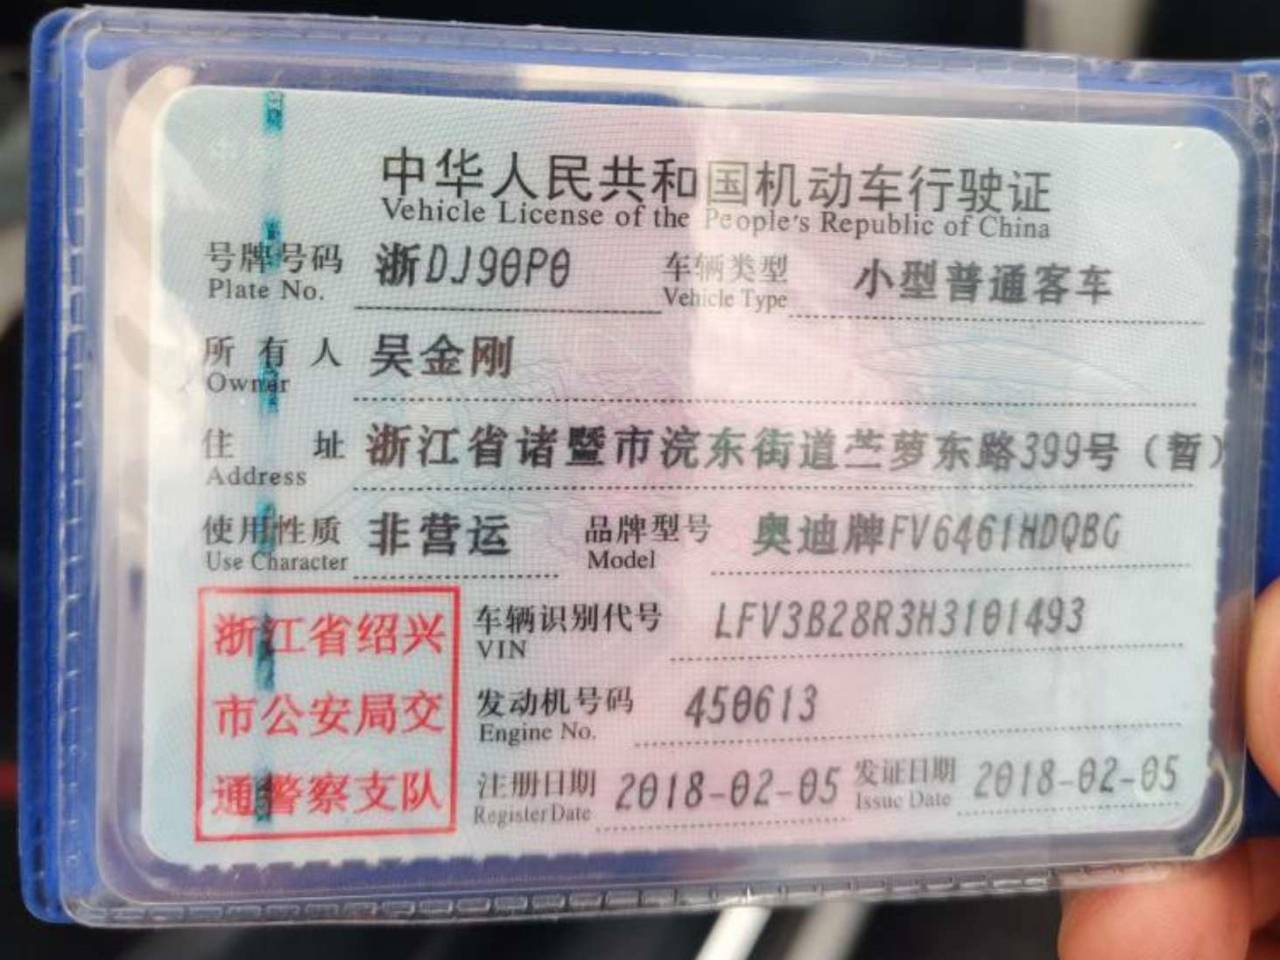 中华人民共和国机动车行驶证
Vehicle License of the People's Republic of China
号牌号码 浙DJ90P0 车辆类型 小型普通客车
Plate No. Vehicle Type
所有人 吴金刚
Owner
住址 浙江省诸暨市浣东街道苎萝东路399号（暂）
Address
使用性质 非营运 品牌型号 奥迪牌FV6461HDQBG
Use Character Model
浙江省绍兴
市公安局交
通警察支队
车辆识别代号 LFV3B28R3H3101493
VIN
发动机号码 450613
Engine No.
注册日期 2018-02-05 发证日期 2018-02-05
Register Date Issue Date